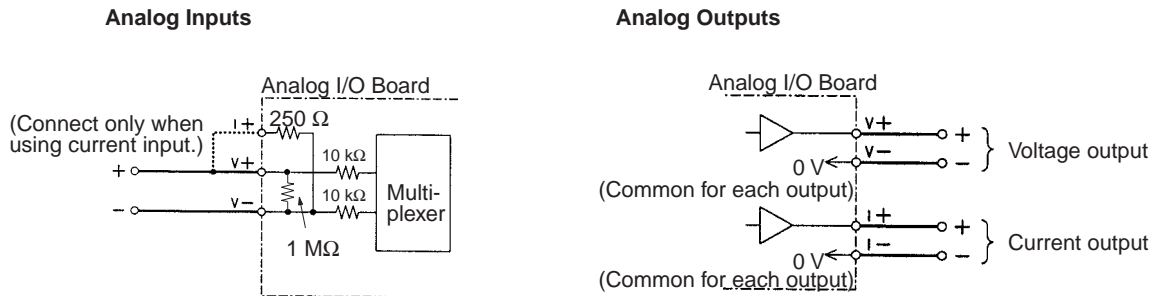 Analog Inputs
Analog I/O Board
(Connect only when
using current input.)
I+
250 Ω
V+
+
10 kΩ
V−
−
10 kΩ
Multi-
plexer
1 MΩ
Analog Outputs
Analog I/O Board
V+
+
V−
−
0 V
Voltage output
(Common for each output)
I+
+
I−
−
0 V
Current output
(Common for each output)